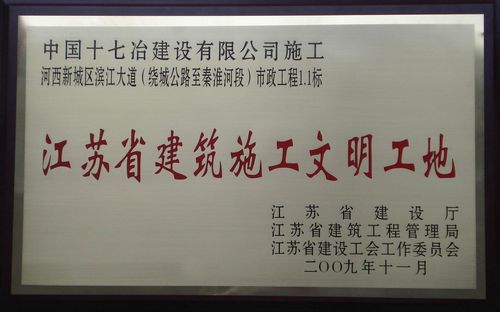 中国十七冶建设有限公司施工
河西新城区滨江大道（绕城公路至秦淮河段）市政工程1.1标
江苏省建筑施工文明工地
江苏省建设厅
江苏省建筑工程管理局
江苏省建设工会工作委员会
二OO九年十一月